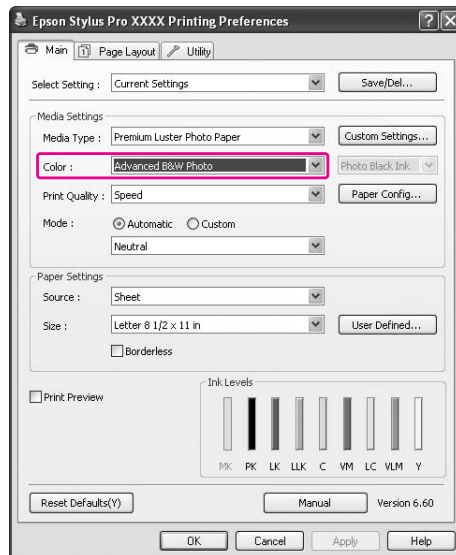 Epson Stylus Pro XXXX Printing Preferences
Main Page Layout Utility
Select Setting : Current Settings Save/Del...
Media Settings
Media Type : Premium Luster Photo Paper Custom Settings...
Color : Advanced B&W Photo Photo Black Ink
Print Quality : Speed Paper Config...
Mode : Automatic Custom
Neutral
Paper Settings
Source : Sheet
Size : Letter 8 1/2 x 11 in User Defined...
Borderless
Print Preview
Ink Levels
MK PK LK LLK C VM LC VLM Y
Reset Defaults(Y) Manual Version 6.60
OK Cancel Apply Help